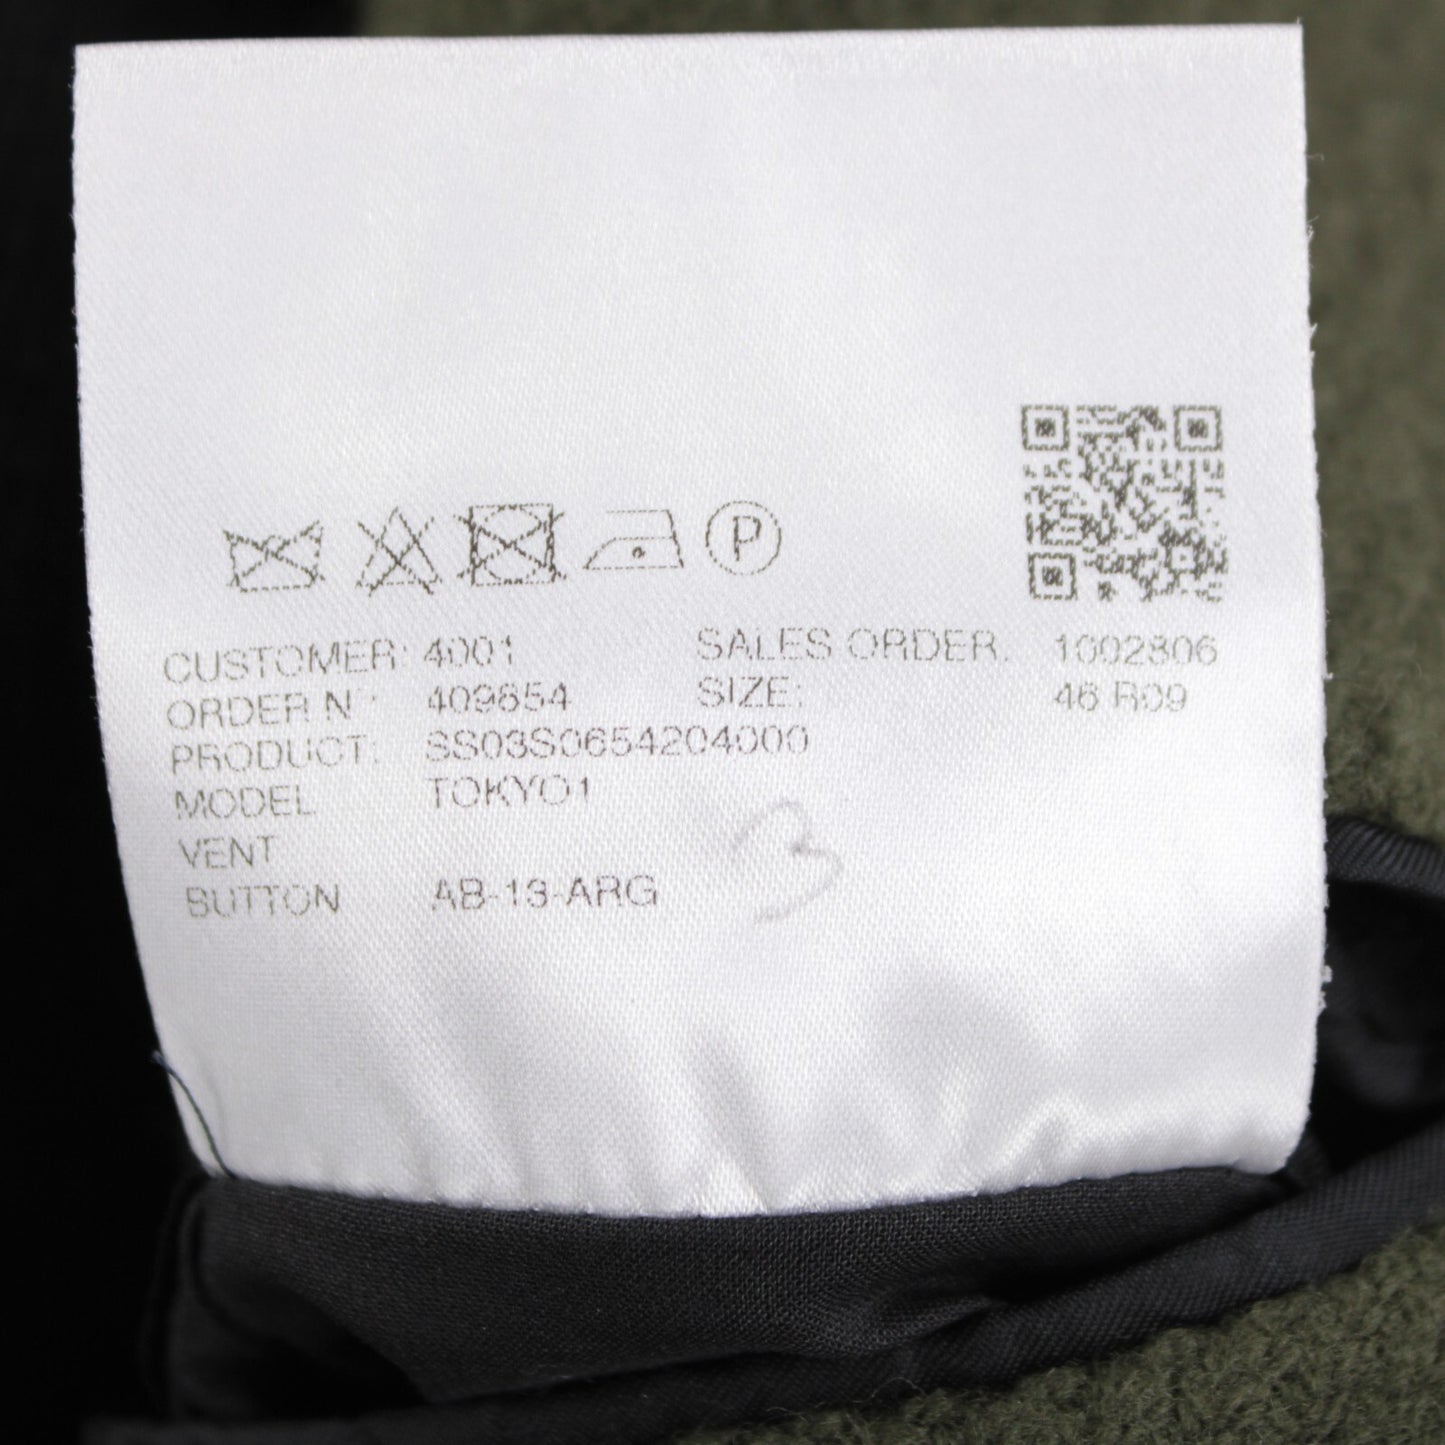 P
CUSTOMER: 4001 SALES ORDER: 1002806
ORDER N°: 409654 SIZE: 46 R09
PRODUCT: SS03S0654204000
MODEL TOKYO1
VENT
BUTTON AB-13-ARG
3